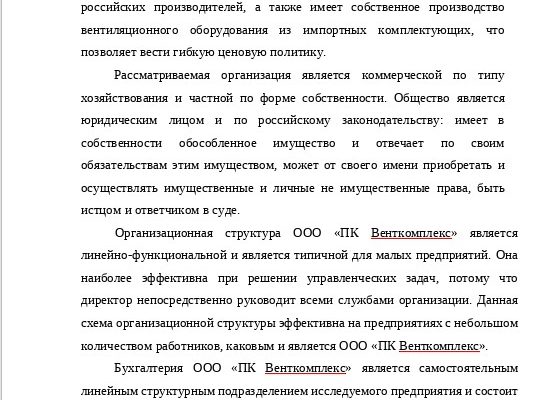 российских производителей, а также имеет собственное производство
вентиляционного оборудования из импортных комплектующих, что
позволяет вести гибкую ценовую политику.
Рассматриваемая организация является коммерческой по типу
хозяйствования и частной по форме собственности. Общество является
юридическим лицом и по российскому законодательству: имеет в
собственности обособленное имущество и отвечает по своим
обязательствам этим имуществом, может от своего имени приобретать и
осуществлять имущественные и личные не имущественные права, быть
истцом и ответчиком в суде.
Организационная структура ООО «ПК Венткомплекс» является
линейно-функциональной и является типичной для малых предприятий. Она
наиболее эффективна при решении управленческих задач, потому что
директор непосредственно руководит всеми службами организации. Данная
схема организационной структуры эффективна на предприятиях с небольшом
количеством работников, каковым и является ООО «ПК Венткомплекс».
Бухгалтерия ООО «ПК Венткомплекс» является самостоятельным
линейным структурным подразделением исследуемого предприятия и состоит